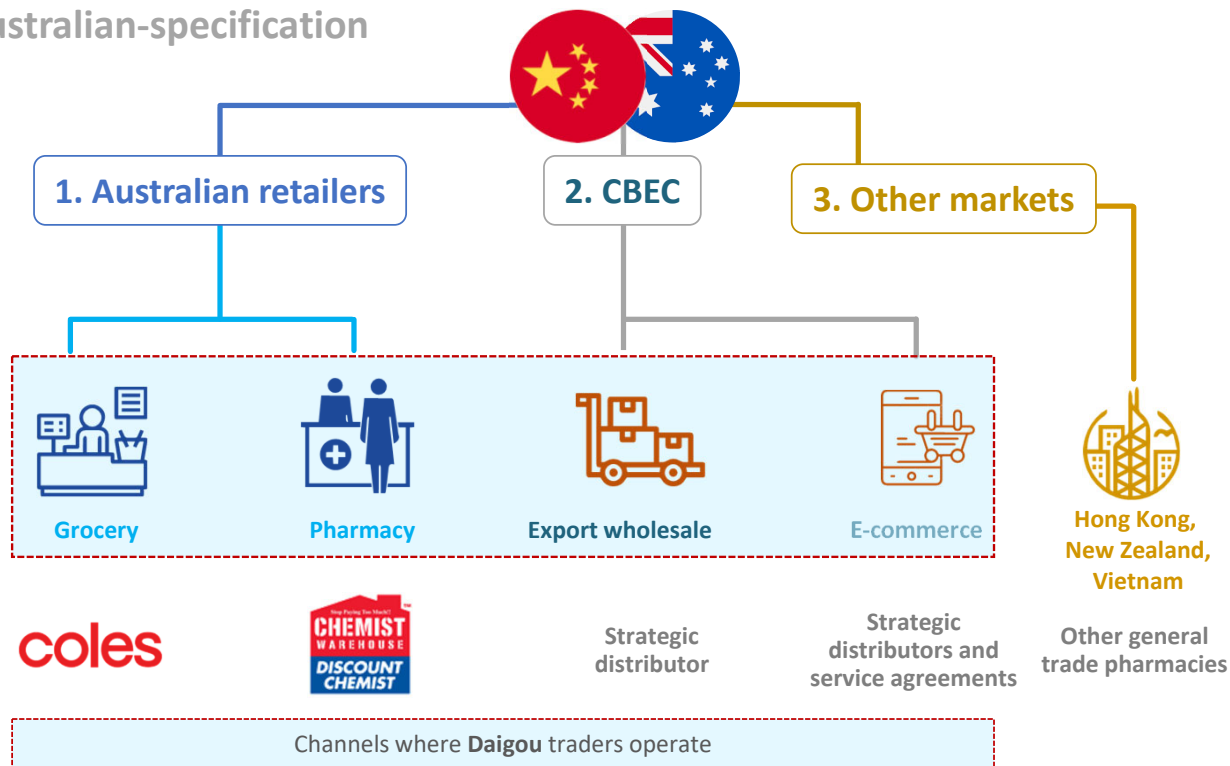 ustralian-specification
1. Australian retailers
2. CBEC
3. Other markets
Grocery
Pharmacy
Export wholesale
E-commerce
Hong Kong,
New Zealand,
Vietnam
coles
Stop Paying Too Much!!
CHEMIST
WAREHOUSE
DISCOUNT
CHEMIST
TM
Strategic
distributor
Strategic
distributors and
service agreements
Other general
trade pharmacies
Channels where Daigou traders operate